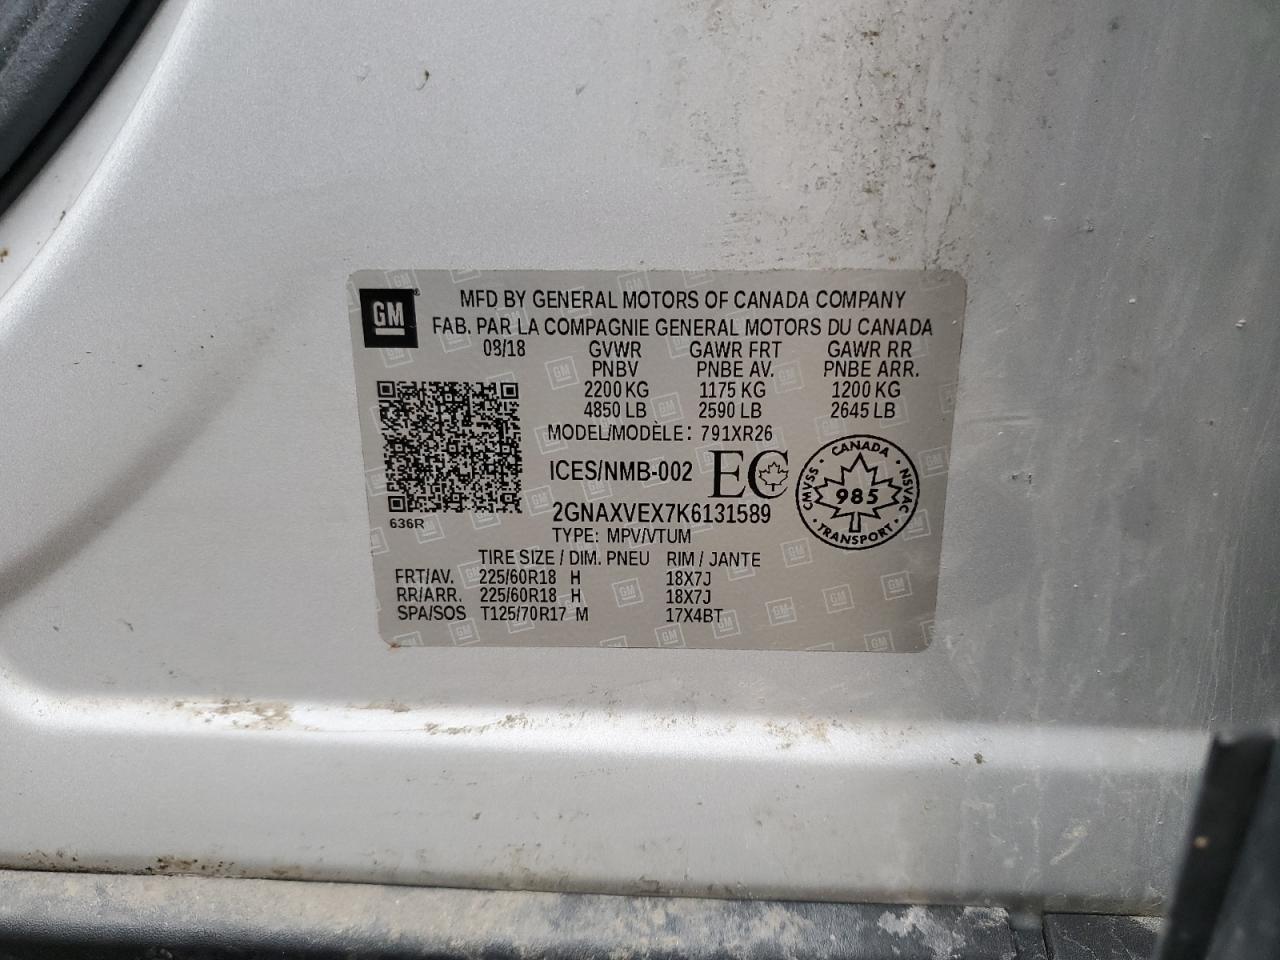 GM
MFD BY GENERAL MOTORS OF CANADA COMPANY
FAB. PAR LA COMPAGNIE GENERAL MOTORS DU CANADA
08/18 GVWR GAWR FRT GAWR RR
PNBV PNBE AV. PNBE ARR.
2200 KG 1175 KG 1200 KG
4850 LB 2590 LB 2645 LB
MODEL/MODÈLE: 791XR26
ICES/NMB-002 EC
CANADA
CMVSS 985 NSVAC
TRANSPORT
636R
2GNAXVEX7K6131589
TYPE: MPV/VTUM
TIRE SIZE / DIM. PNEU RIM / JANTE
FRT/AV. 225/60R18 H 18X7J
RR/ARR. 225/60R18 H 18X7J
SPA/SOS T125/70R17 M 17X4BT